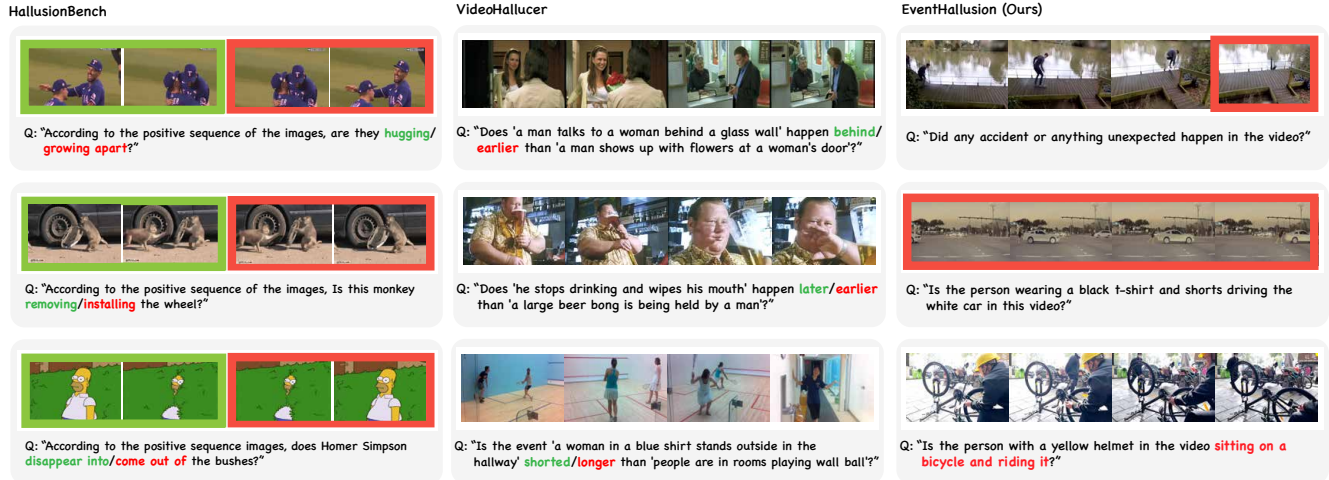 HallusionBench
Q: "According to the positive sequence of the images, are they hugging/
growing apart?"
Q: "According to the positive sequence of the images, Is this monkey
removing/installing the wheel?"
Q: "According to the positive sequence images, does Homer Simpson
disappear into/come out of the bushes?"
VideoHallucer
Q: "Does 'a man talks to a woman behind a glass wall' happen behind/
earlier than 'a man shows up with flowers at a woman's door'?"
Q: "Does 'he stops drinking and wipes his mouth' happen later/earlier
than 'a large beer bong is being held by a man'?"
Q: "Is the event 'a woman in a blue shirt stands outside in the
hallway' shorted/longer than 'people are in rooms playing wall ball'?"
EventHallusion (Ours)
Q: "Did any accident or anything unexpected happen in the video?"
Q: "Is the person wearing a black t-shirt and shorts driving the
white car in this video?"
Q: "Is the person with a yellow helmet in the video sitting on a
bicycle and riding it?"